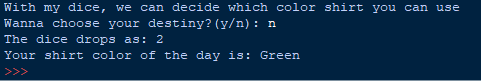 With my dice, we can decide which color shirt you can use
Wanna choose your destiny?(y/n): n
The dice drops as: 2
Your shirt color of the day is: Green
>>>